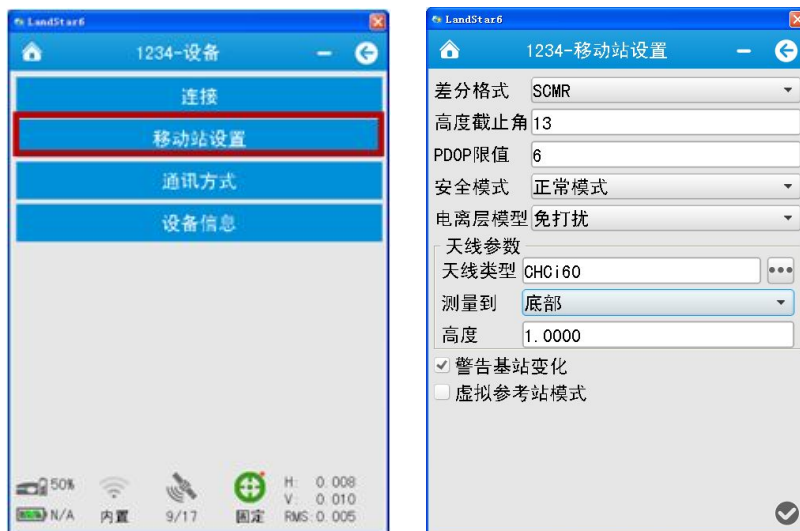 LandStar6
1234-设备
连接
移动站设置
通讯方式
设备信息
50%
H: 0.008
V: 0.010
N/A 内置 9/17 固定 RMS:0.005
LandStar6
1234-移动站设置
差分格式 SCMR
高度截止角 13
PDOP限值 6
安全模式 正常模式
电离层模型 免打扰
天线参数
天线类型 CHCi60
测量到 底部
高度 1.0000
警告基站变化
虚拟参考站模式